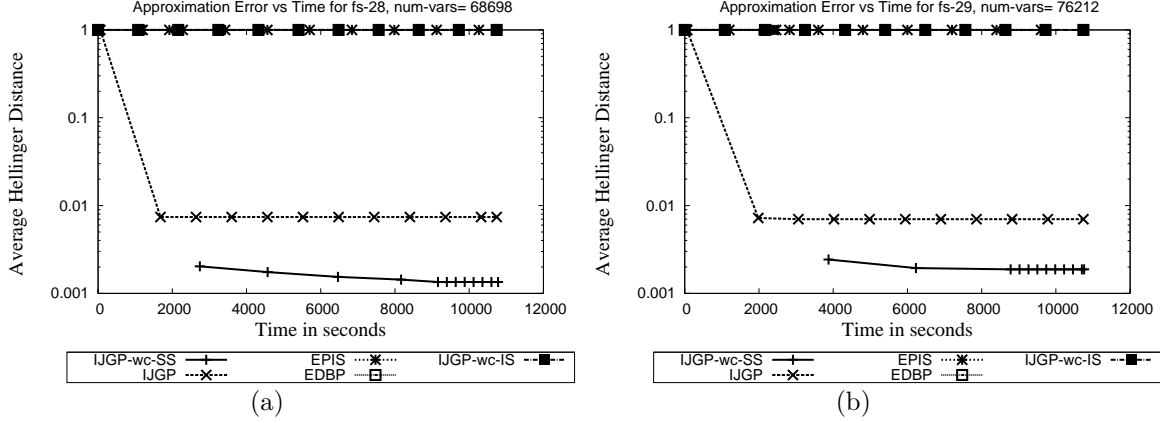 Approximation Error vs Time for fs-28, num-vars= 68698
Average Hellinger Distance
1
0.1
0.01
0.001
0 2000 4000 6000 8000 10000 12000
Time in seconds
IJGP-wc-SS EPIS IJGP-wc-IS
IJGP EDBP
(a)
Approximation Error vs Time for fs-29, num-vars= 76212
Average Hellinger Distance
1
0.1
0.01
0.001
0 2000 4000 6000 8000 10000 12000
Time in seconds
IJGP-wc-SS EPIS IJGP-wc-IS
IJGP EDBP
(b)